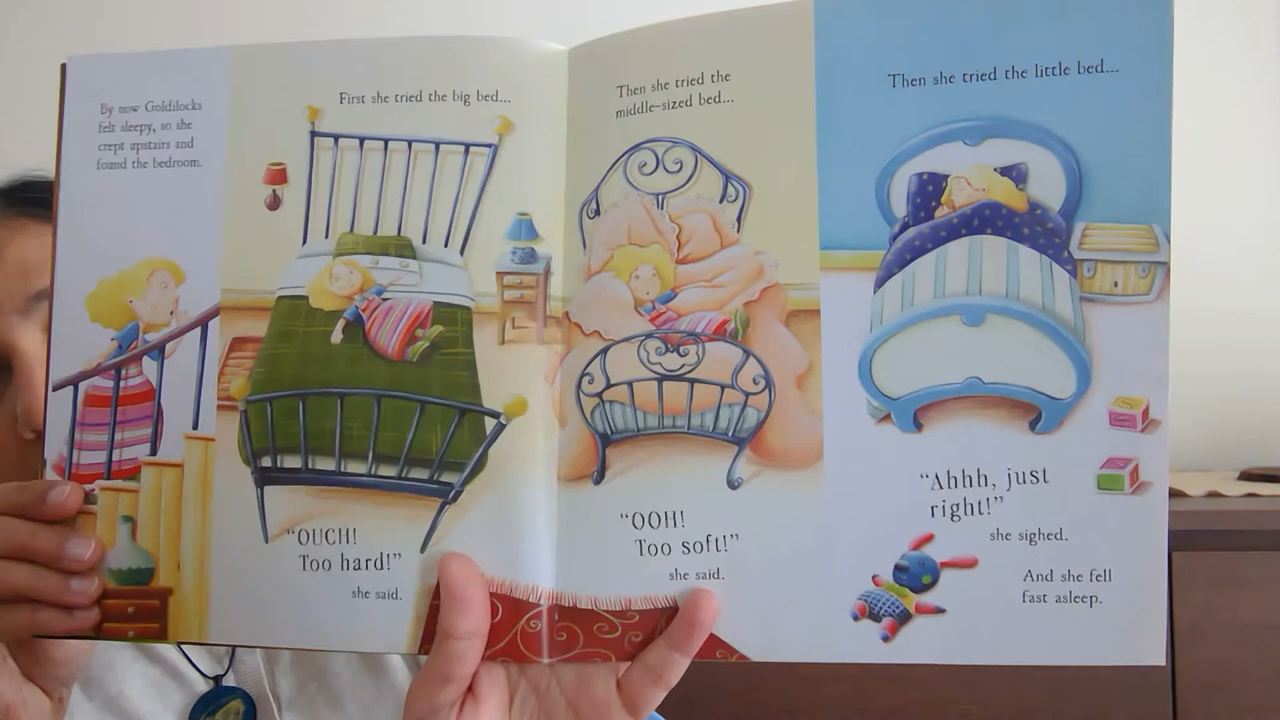 By now Goldilocks
felt sleepy, so she
crept upstairs and
found the bedroom.
First she tried the big bed...
"OUCH!
Too hard!"
she said.
Then she tried the
middle-sized bed...
"OOH!
Too soft!"
she said.
Then she tried the little bed...
"Ahhh, just
right!"
she sighed.
And she fell
fast asleep.